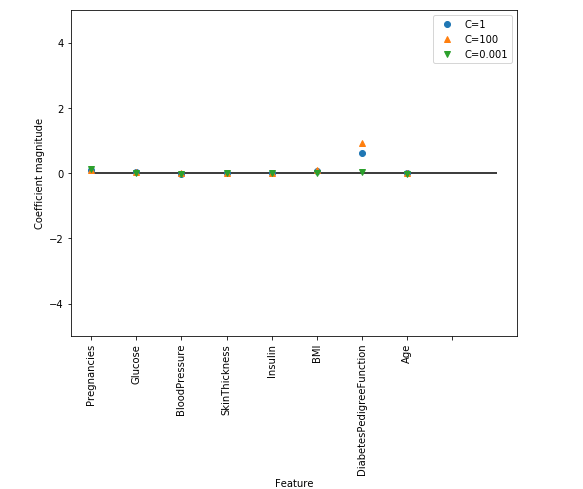 C=1
C=100
C=0.001
4
2
0
−2
−4
Coefficient magnitude
Pregnancies
Glucose
BloodPressure
SkinThickness
Insulin
BMI
DiabetesPedigreeFunction
Age
Feature